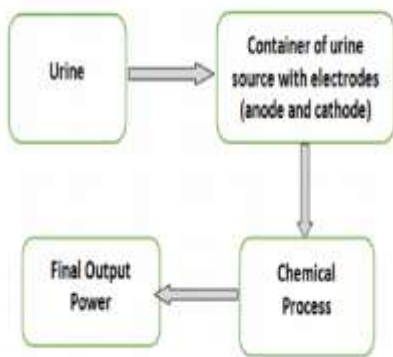 Urine
Container of urine
source with electrodes
(anode and cathode)
Final Output
Power
Chemical
Process